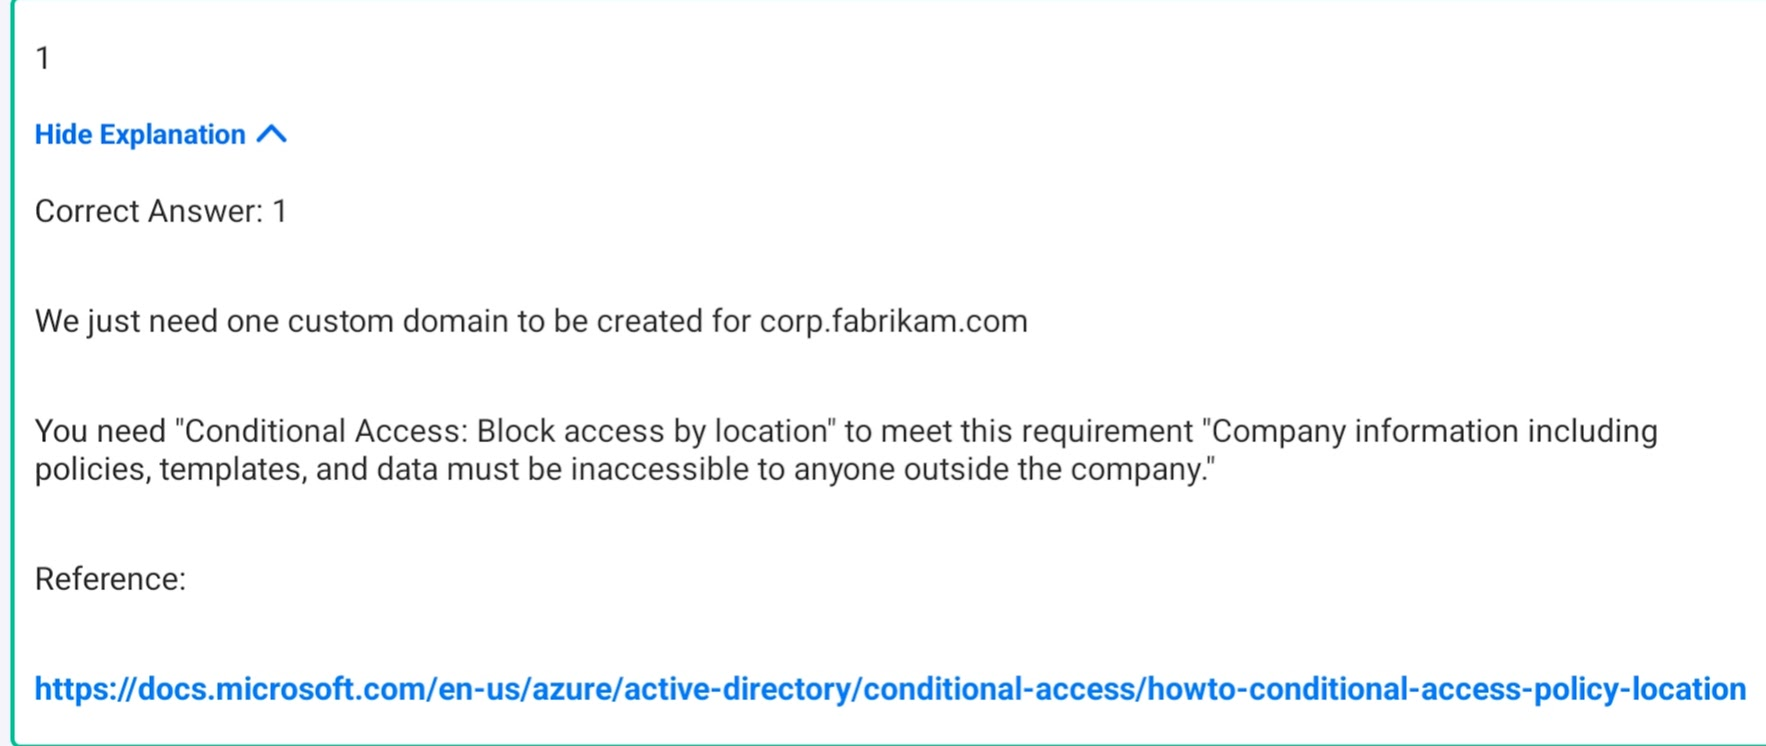 1
Hide Explanation
Correct Answer: 1
We just need one custom domain to be created for corp.fabrikam.com
You need "Conditional Access: Block access by location" to meet this requirement "Company information including
policies, templates, and data must be inaccessible to anyone outside the company."
Reference:
https://docs.microsoft.com/en-us/azure/active-directory/conditional-access/howto-conditional-access-policy-location